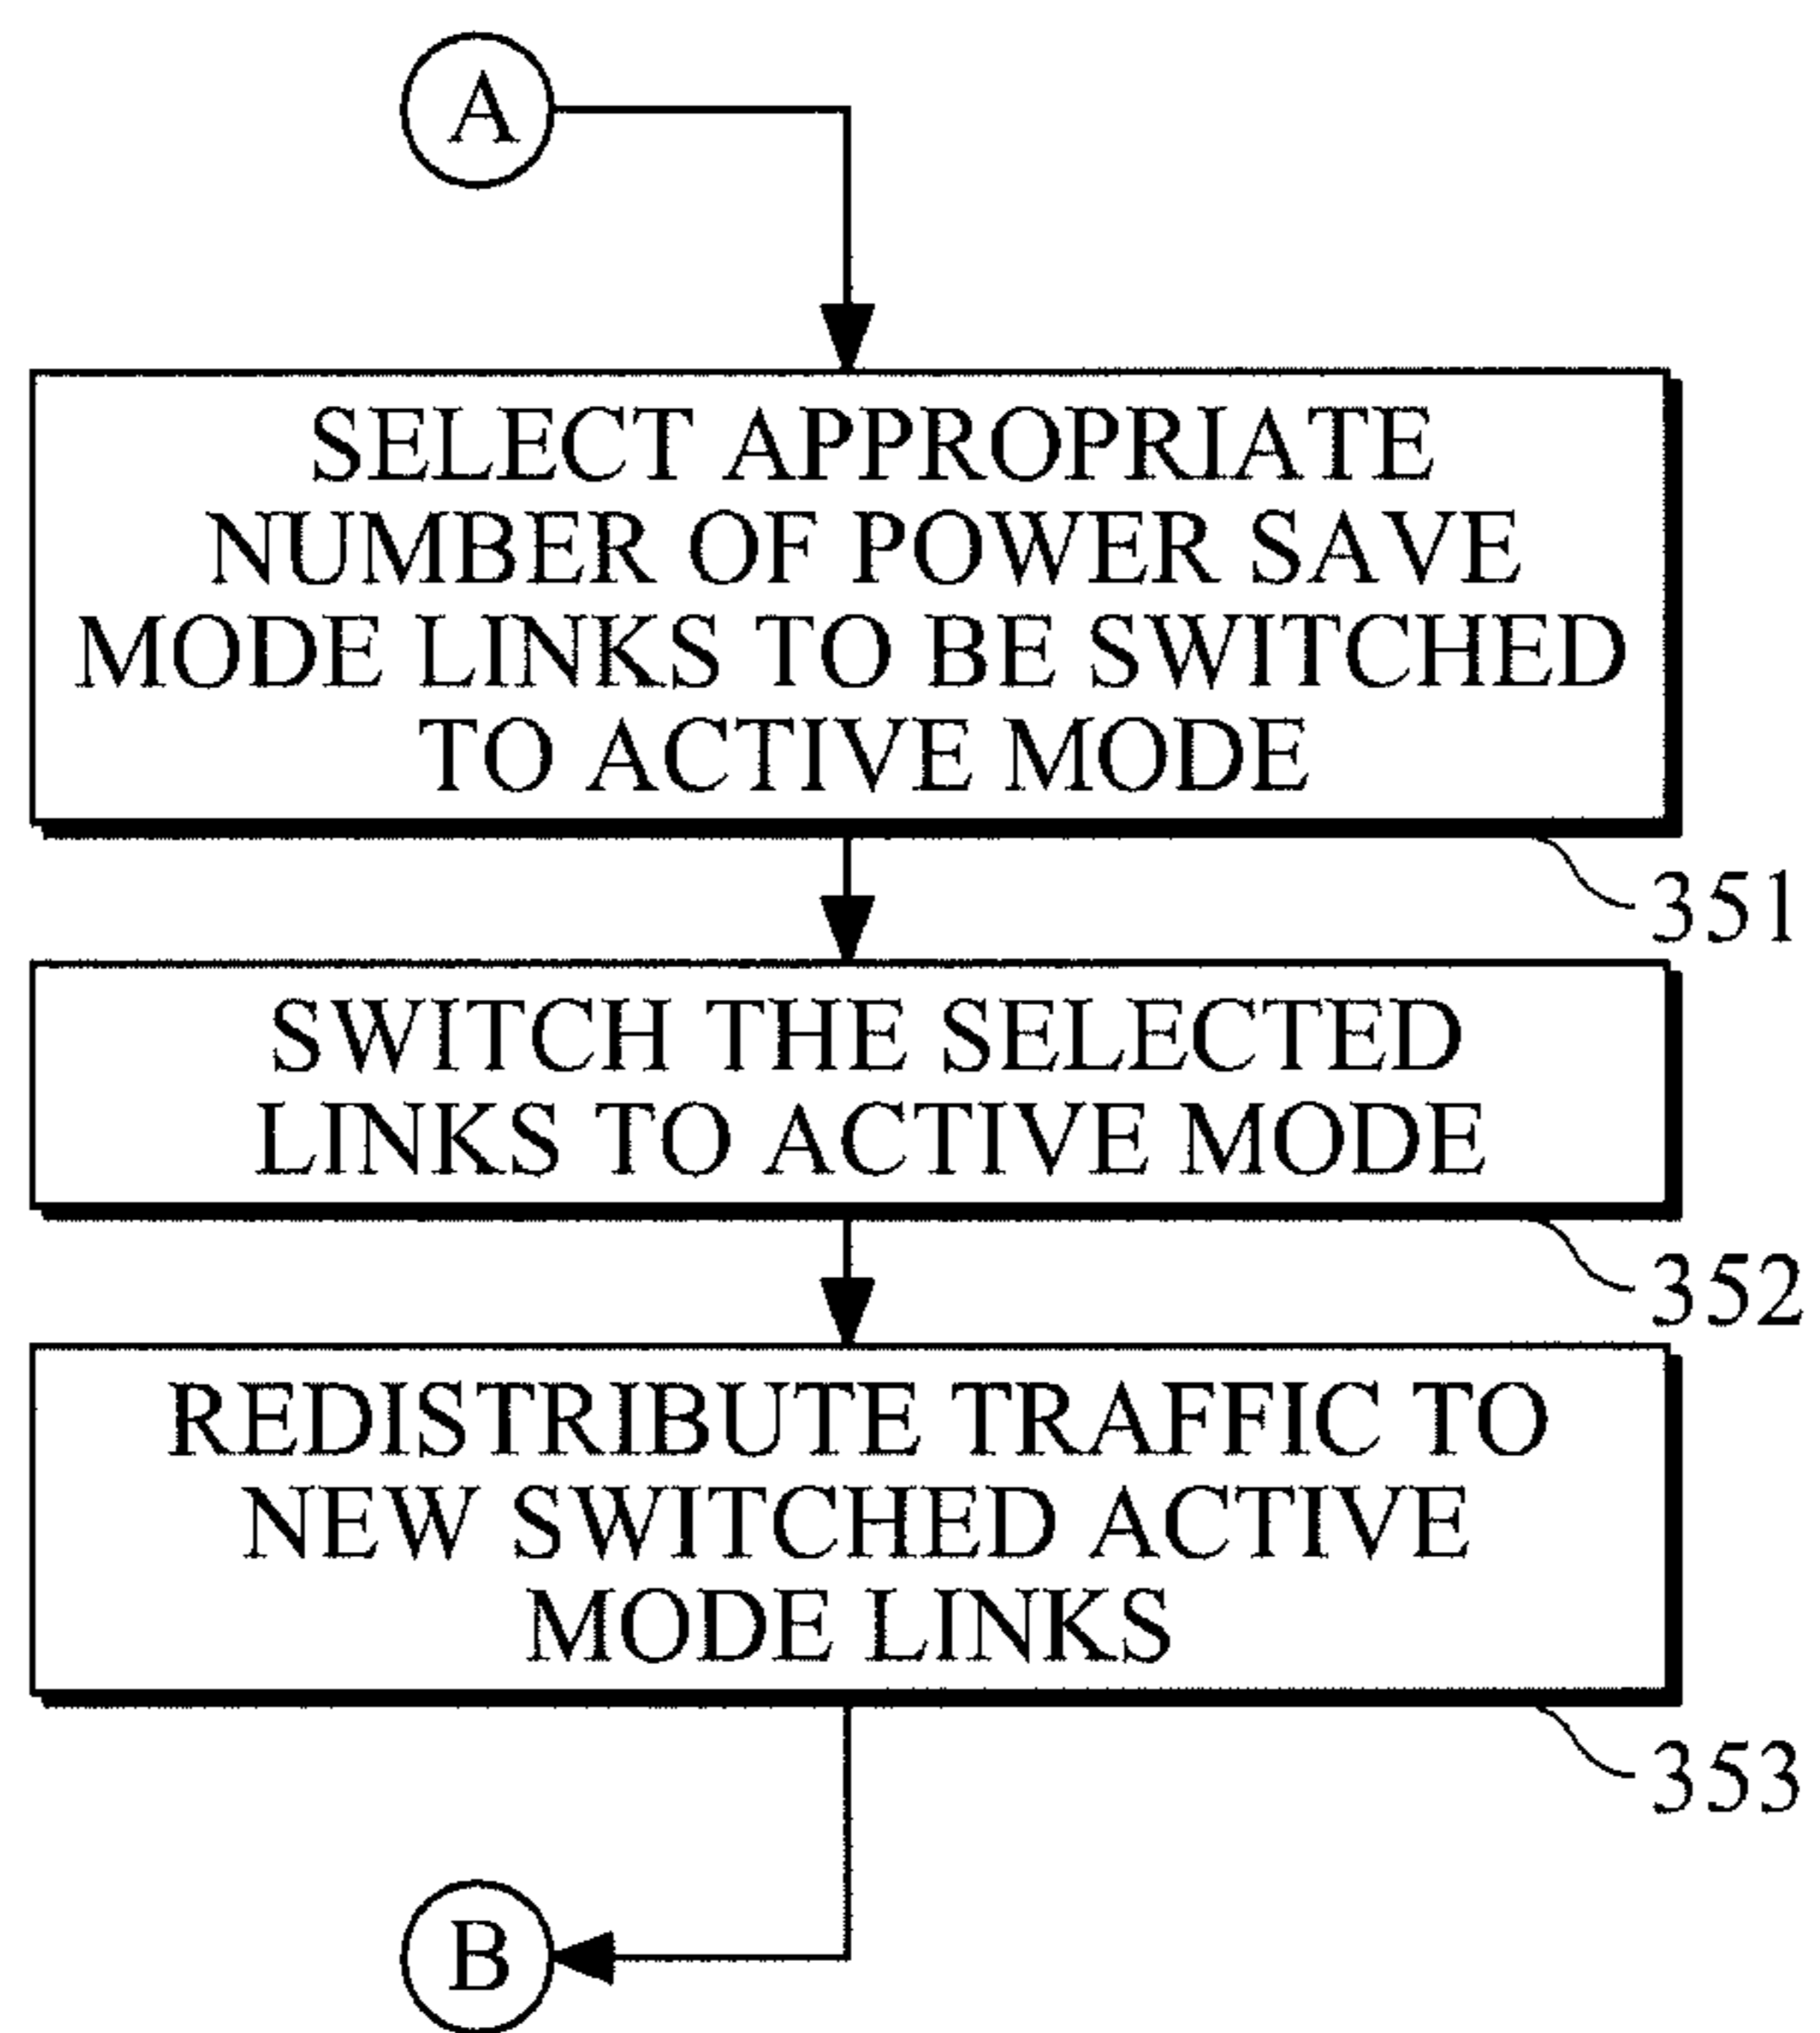 A
SELECT APPROPRIATE
NUMBER OF POWER SAVE
MODE LINKS TO BE SWITCHED
TO ACTIVE MODE
351
SWITCH THE SELECTED
LINKS TO ACTIVE MODE
352
REDISTRIBUTE TRAFFIC TO
NEW SWITCHED ACTIVE
MODE LINKS
353
B